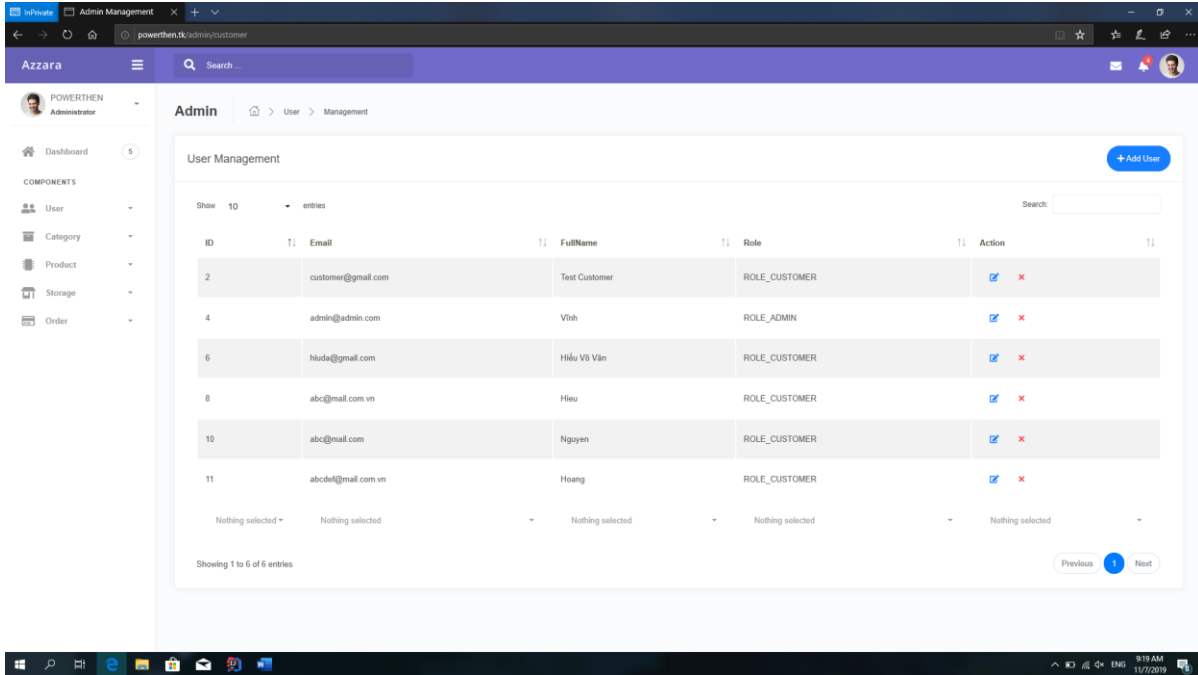 InPrivate Admin Management
powerthen.tk/admin/customer
Azzara Search ...
POWERTHEN
Administrator
Admin > User > Management
Dashboard 5
COMPONENTS
User
Category
Product
Storage
Order
User Management + Add User
Show 10 entries Search:
ID Email FullName Role Action
2 customer@gmail.com Test Customer ROLE_CUSTOMER
4 admin@admin.com Vĩnh ROLE_ADMIN
6 hiuda@gmail.com Hiếu Võ Văn ROLE_CUSTOMER
8 abc@mail.com.vn Hieu ROLE_CUSTOMER
10 abc@mail.com Nguyen ROLE_CUSTOMER
11 abcdef@mail.com.vn Hoang ROLE_CUSTOMER
Nothing selected Nothing selected Nothing selected Nothing selected Nothing selected
Showing 1 to 6 of 6 entries Previous 1 Next
ENG 9:19 AM
11/7/2019